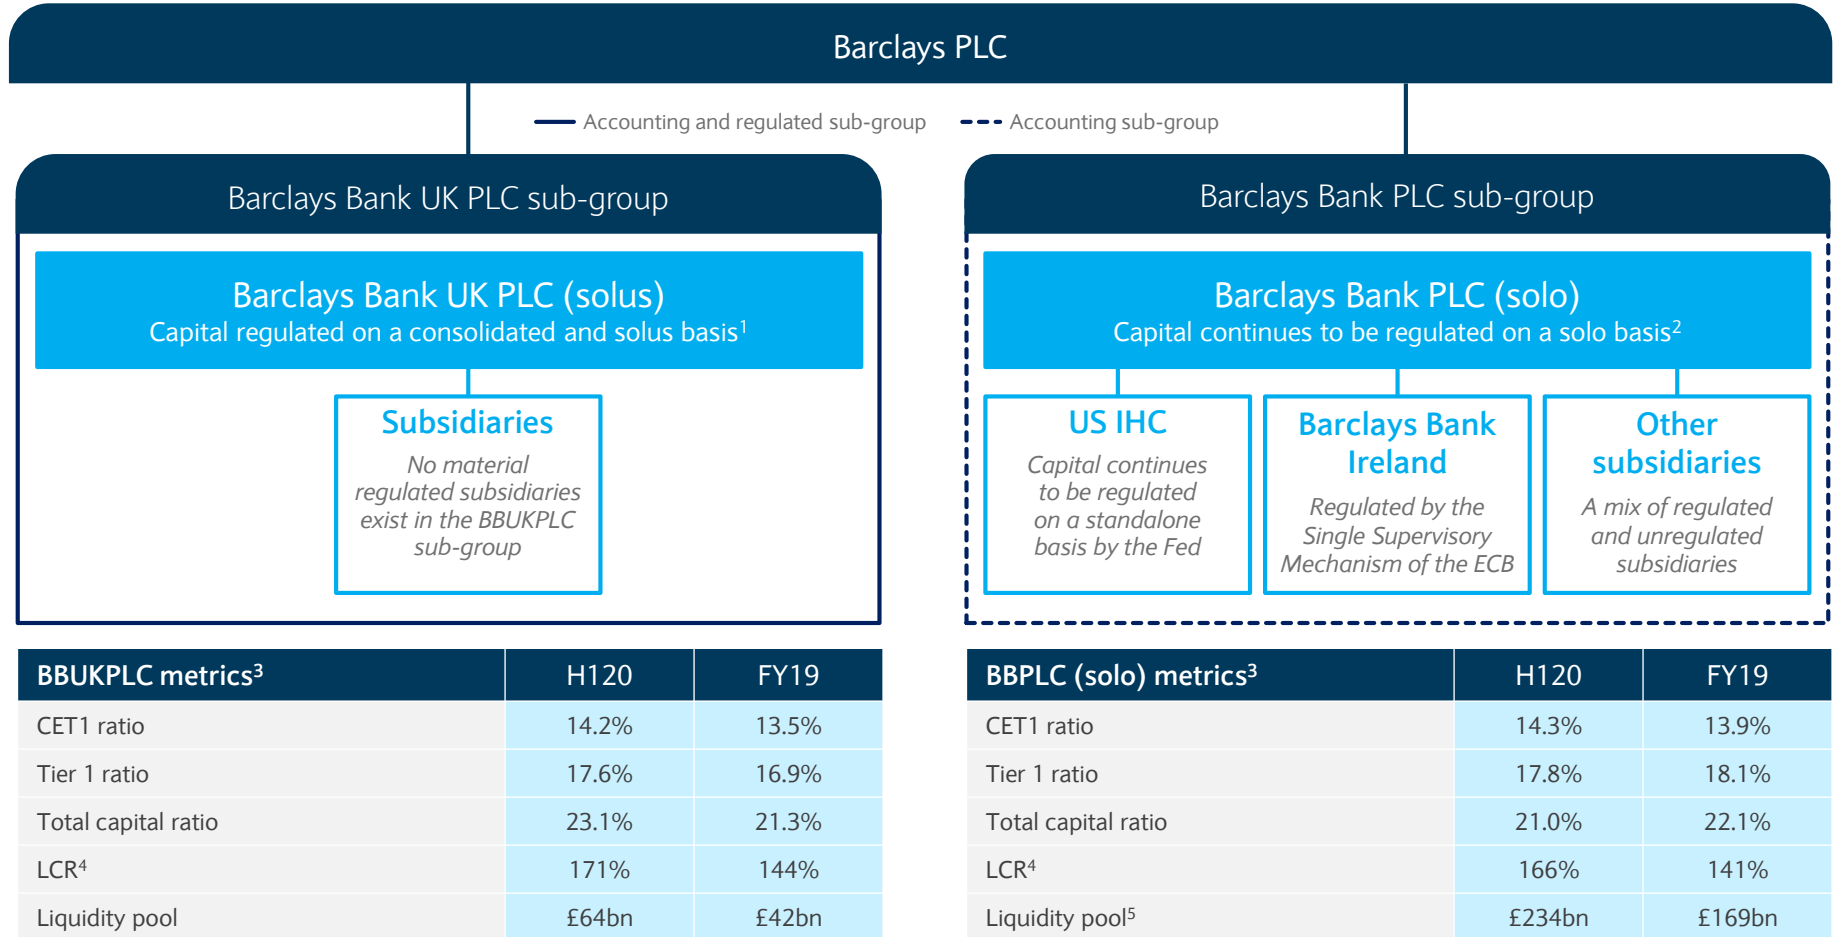 Barclays PLC
Accounting and regulated sub-group
Accounting sub-group
Barclays Bank UK PLC sub-group
Barclays Bank UK PLC (solus)
Capital regulated on a consolidated and solus basis¹
Subsidiaries
No material
regulated subsidiaries
exist in the BBUKPLC
sub-group
Barclays Bank PLC sub-group
Barclays Bank PLC (solo)
Capital continues to be regulated on a solo basis²
US IHC
Capital continues
to be regulated
on a standalone
basis by the Fed
Barclays Bank
Ireland
Regulated by the
Single Supervisory
Mechanism of the ECB
Other
subsidiaries
A mix of regulated
and unregulated
subsidiaries
BBUKPLC metrics³ H120 FY19
CET1 ratio 14.2% 13.5%
Tier 1 ratio 17.6% 16.9%
Total capital ratio 23.1% 21.3%
LCR⁴ 171% 144%
Liquidity pool £64bn £42bn
BBPLC (solo) metrics³ H120 FY19
CET1 ratio 14.3% 13.9%
Tier 1 ratio 17.8% 18.1%
Total capital ratio 21.0% 22.1%
LCR⁴ 166% 141%
Liquidity pool⁵ £234bn £169bn